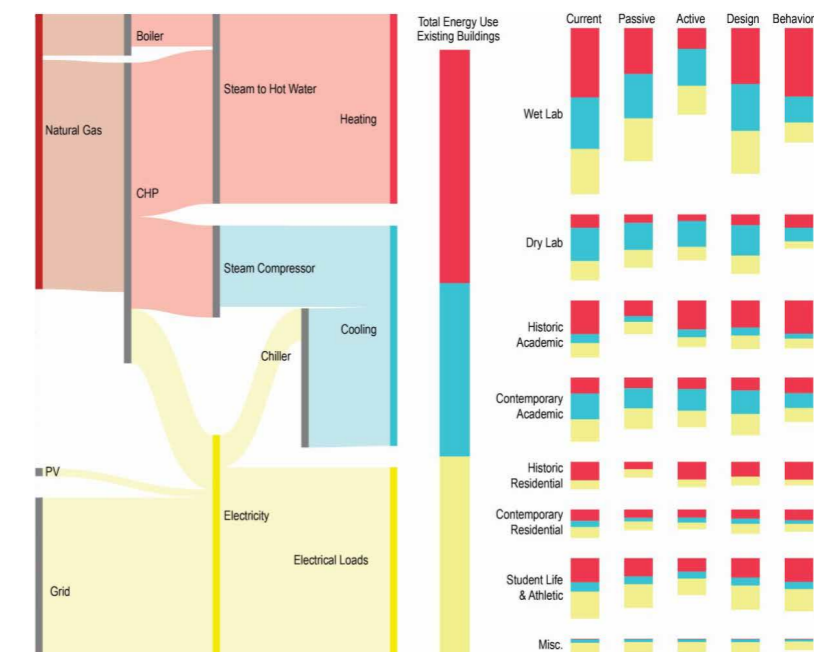 Total Energy Use
Existing Buildings
Current
Passive
Active
Design
Behavior
Boiler
Steam to Hot Water
Heating
Natural Gas
CHP
Steam Compressor
Cooling
Chiller
PV
Electricity
Electrical Loads
Grid
Wet Lab
Dry Lab
Historic
Academic
Contemporary
Academic
Historic
Residential
Contemporary
Residential
Student Life
& Athletic
Misc.